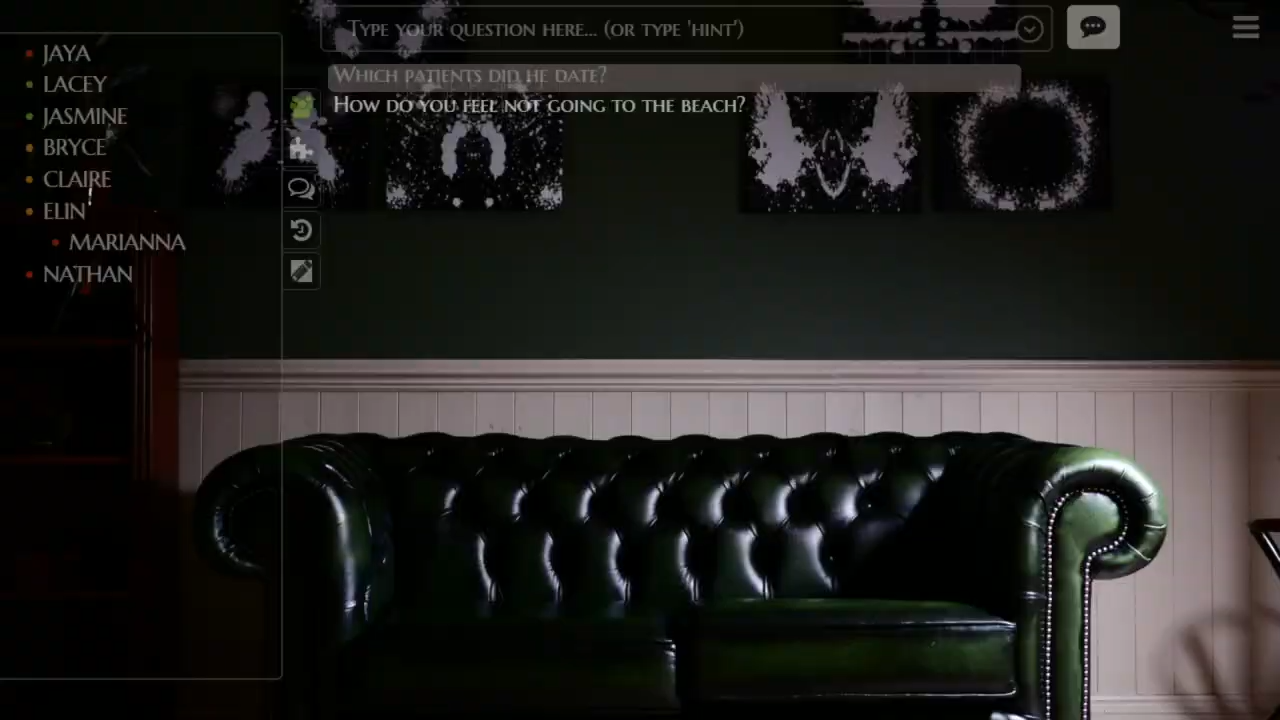 Type your question here... (or type 'hint')
Which patients did he date?
How do you feel not going to the beach?
JAYA
LACEY
JASMINE
BRYCE
CLAIRE
ELIN
MARIANNA
NATHAN